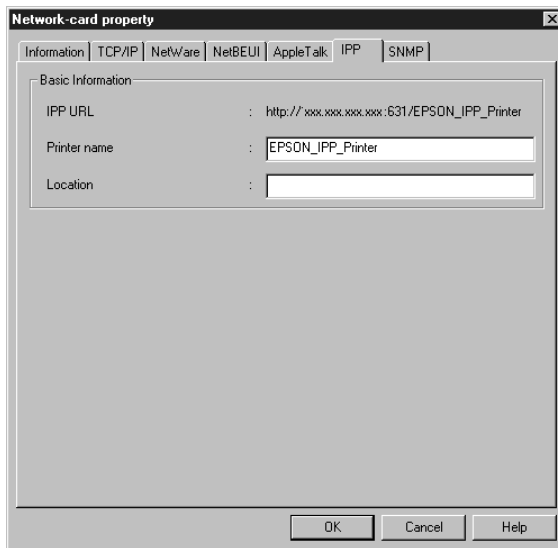 Network-card property
Information TCP/IP NetWare NetBEUI AppleTalk IPP SNMP
Basic Information
IPP URL : http://'xxx.xxx.xxx.xxx:631/EPSON_IPP_Printer
Printer name : EPSON_IPP_Printer
Location :
OK Cancel Help